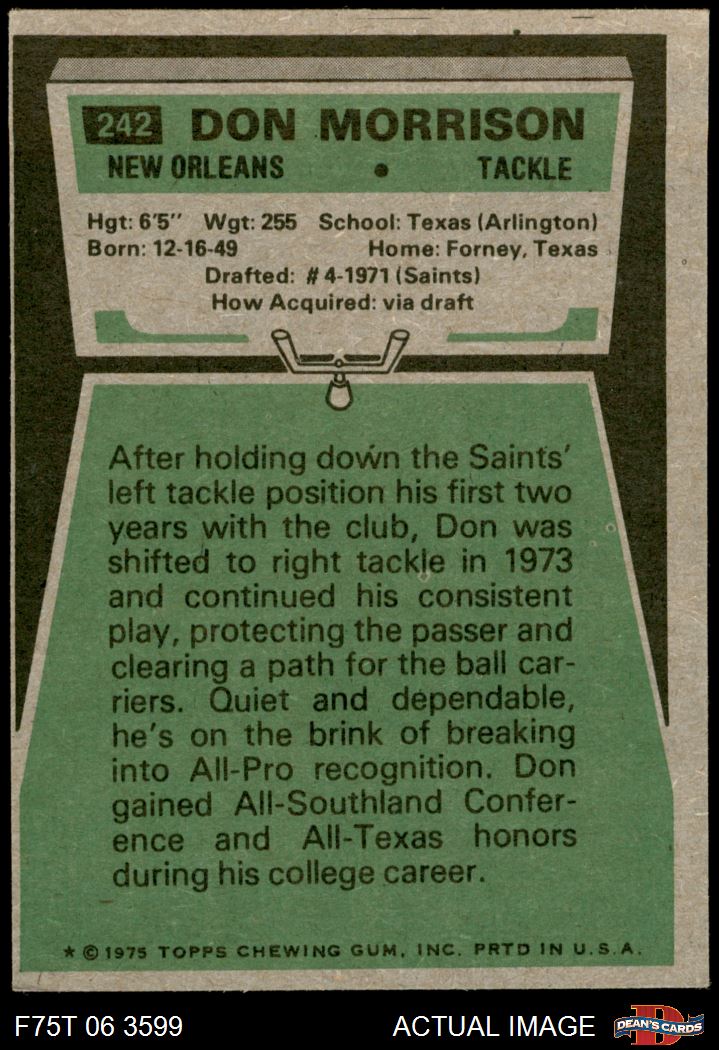 242 DON MORRISON
NEW ORLEANS • TACKLE
Hgt: 6'5" Wgt: 255 School: Texas (Arlington)
Born: 12-16-49 Home: Forney, Texas
Drafted: #4-1971 (Saints)
How Acquired: via draft
After holding down the Saints'
left tackle position his first two
years with the club, Don was
shifted to right tackle in 1973
and continued his consistent
play, protecting the passer and
clearing a path for the ball car-
riers. Quiet and dependable,
he's on the brink of breaking
into All-Pro recognition. Don
gained All-Southland Confer-
ence and All-Texas honors
during his college career.
★ © 1975 TOPPS CHEWING GUM, INC. PRTD IN U.S.A.
F75T 06 3599 ACTUAL IMAGE D DEAN'S CARDS